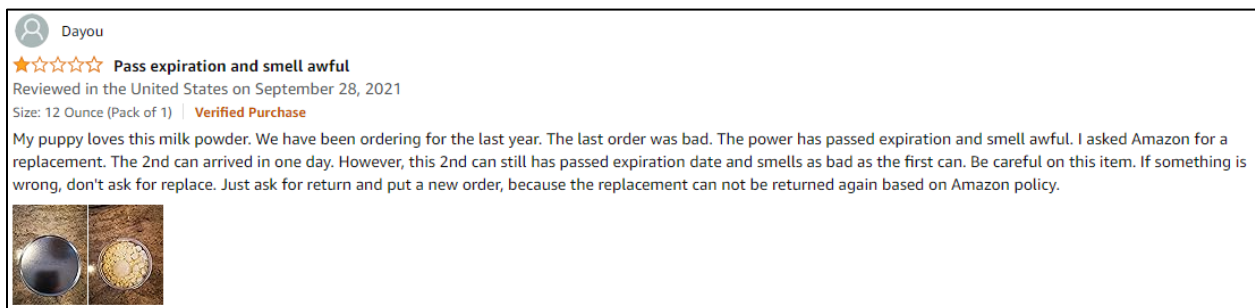 Dayou
Pass expiration and smell awful
Reviewed in the United States on September 28, 2021
Size: 12 Ounce (Pack of 1) | Verified Purchase
My puppy loves this milk powder. We have been ordering for the last year. The last order was bad. The power has passed expiration and smell awful. I asked Amazon for a
replacement. The 2nd can arrived in one day. However, this 2nd can still has passed expiration date and smells as bad as the first can. Be careful on this item. If something is
wrong, don't ask for replace. Just ask for return and put a new order, because the replacement can not be returned again based on Amazon policy.